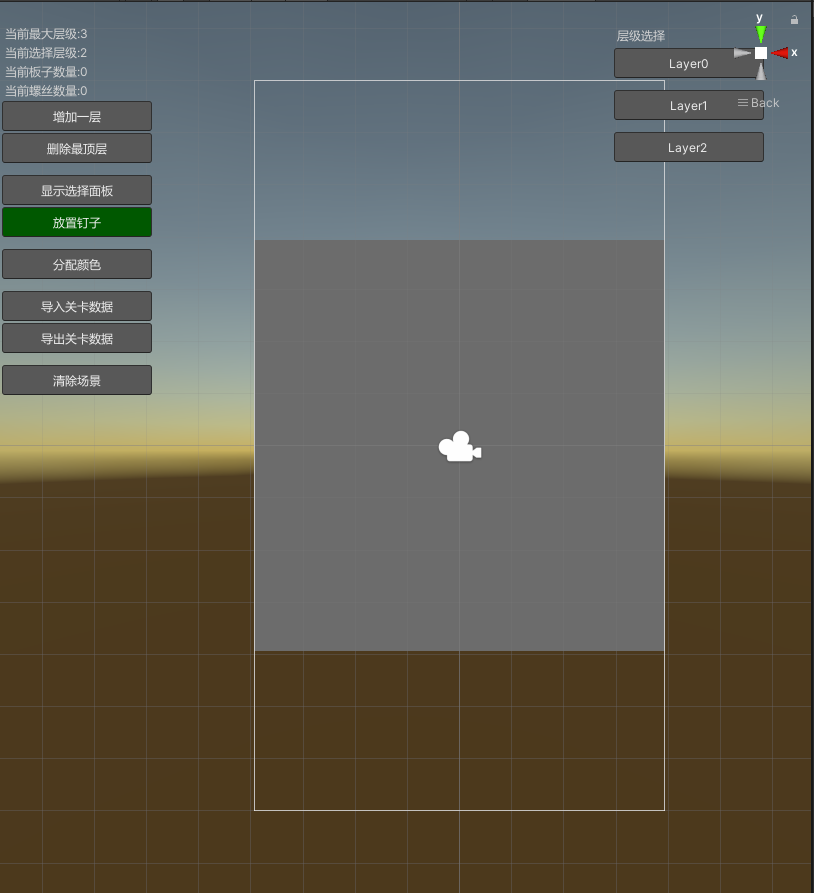 当前最大层级:3
当前选择层级:2
当前板子数量:0
当前螺丝数量:0
增加一层
删除最顶层
显示选择面板
放置钉子
分配颜色
导入关卡数据
导出关卡数据
清除场景
层级选择
Layer0
Layer1
Layer2
y
x
Back